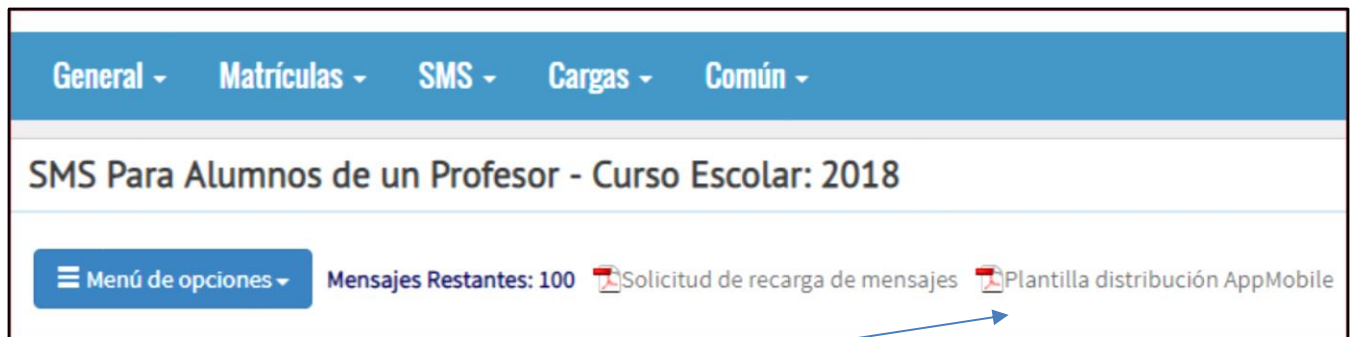 General Matrículas SMS Cargas Común
SMS Para Alumnos de un Profesor - Curso Escolar: 2018
Menú de opciones Mensajes Restantes: 100 Solicitud de recarga de mensajes Plantilla distribución AppMobile